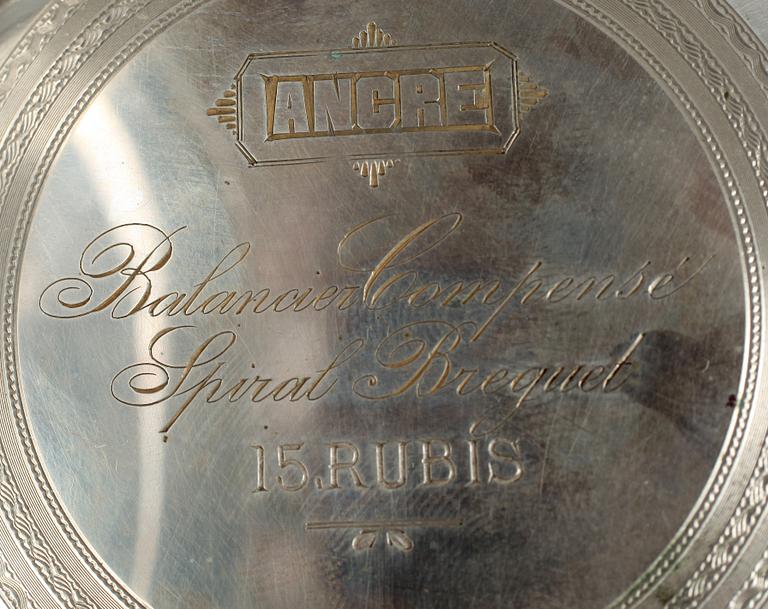 ANCRE
Balancier Compensé
Spiral Breguet
15.RUBIS